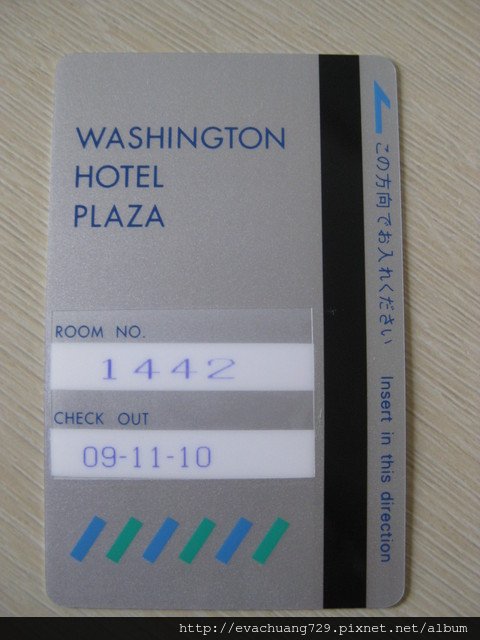 WASHINGTON
HOTEL
PLAZA
ROOM NO.
1442
CHECK OUT
09-11-10
この方向でお入れください Insert in this direction
http://evachuang729.pixnet.net/album